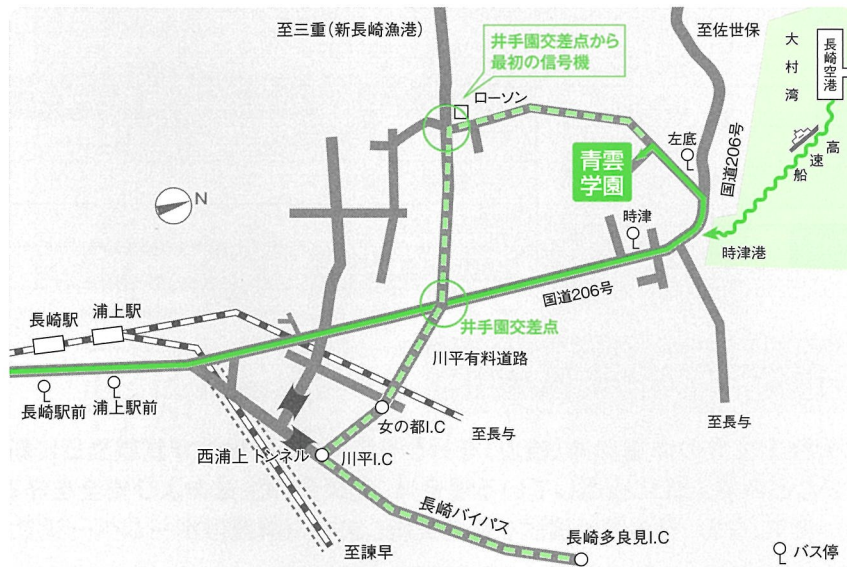 至三重(新長崎漁港)
至佐世保
井手園交差点から
最初の信号機
ローソン
大村湾
長崎空港
高速船
左底
国道206号
青雲
学園
N
時津
時津港
国道206号
井手園交差点
長崎駅
浦上駅
川平有料道路
長崎駅前
浦上駅前
女の都I.C
至長与
至長与
西浦上トンネル
川平I.C
長崎バイパス
至諫早
長崎多良見I.C
バス停